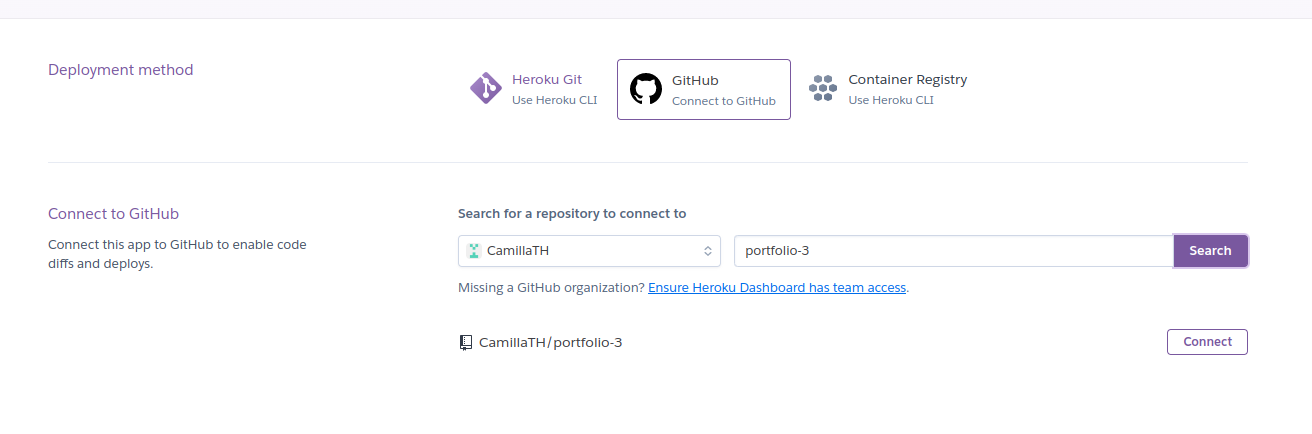 Deployment method
Heroku Git
Use Heroku CLI
GitHub
Connect to GitHub
Container Registry
Use Heroku CLI
Connect to GitHub
Connect this app to GitHub to enable code
diffs and deploys.
Search for a repository to connect to
CamillaTH
portfolio-3
Search
Missing a GitHub organization? Ensure Heroku Dashboard has team access.
CamillaTH/portfolio-3
Connect